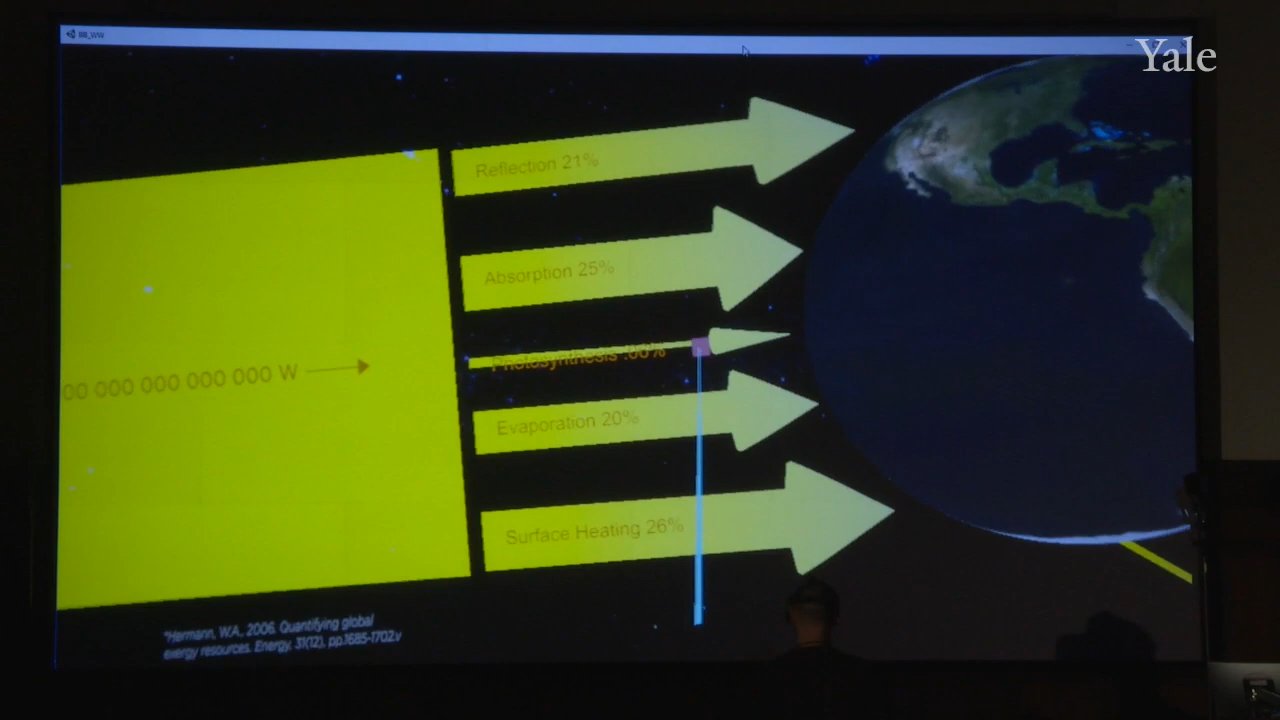 Yale
Reflection 21%
Absorption 25%
Photosynthesis .06%
00 000 000 000 000 W
Evaporation 20%
Surface Heating 26%
*Hermann, W.A., 2006. Quantifying global
exergy resources. Energy, 31(12), pp.1685-1702.v